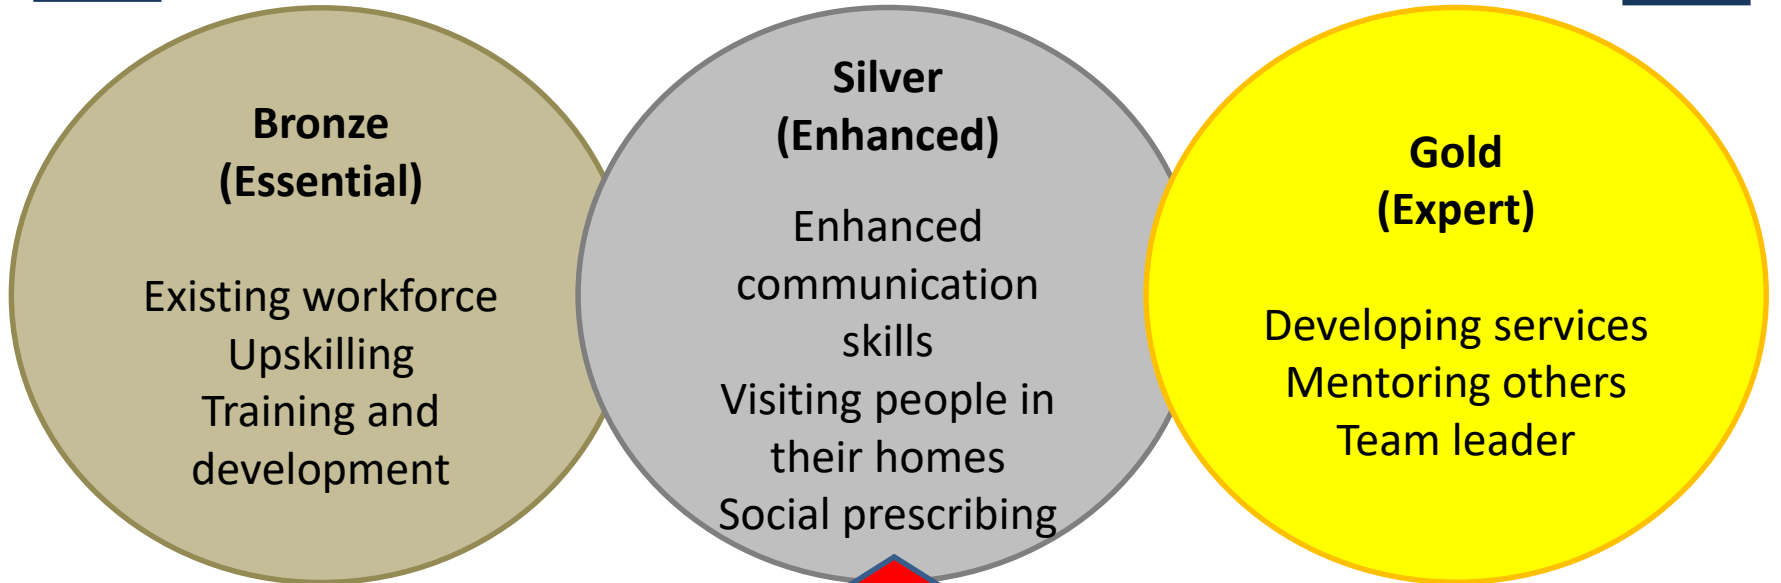 Bronze
(Essential)
Existing workforce
Upskilling
Training and
development
Silver
(Enhanced)
Enhanced
communication
skills
Visiting people in
their homes
Social prescribing
Gold
(Expert)
Developing services
Mentoring others
Team leader